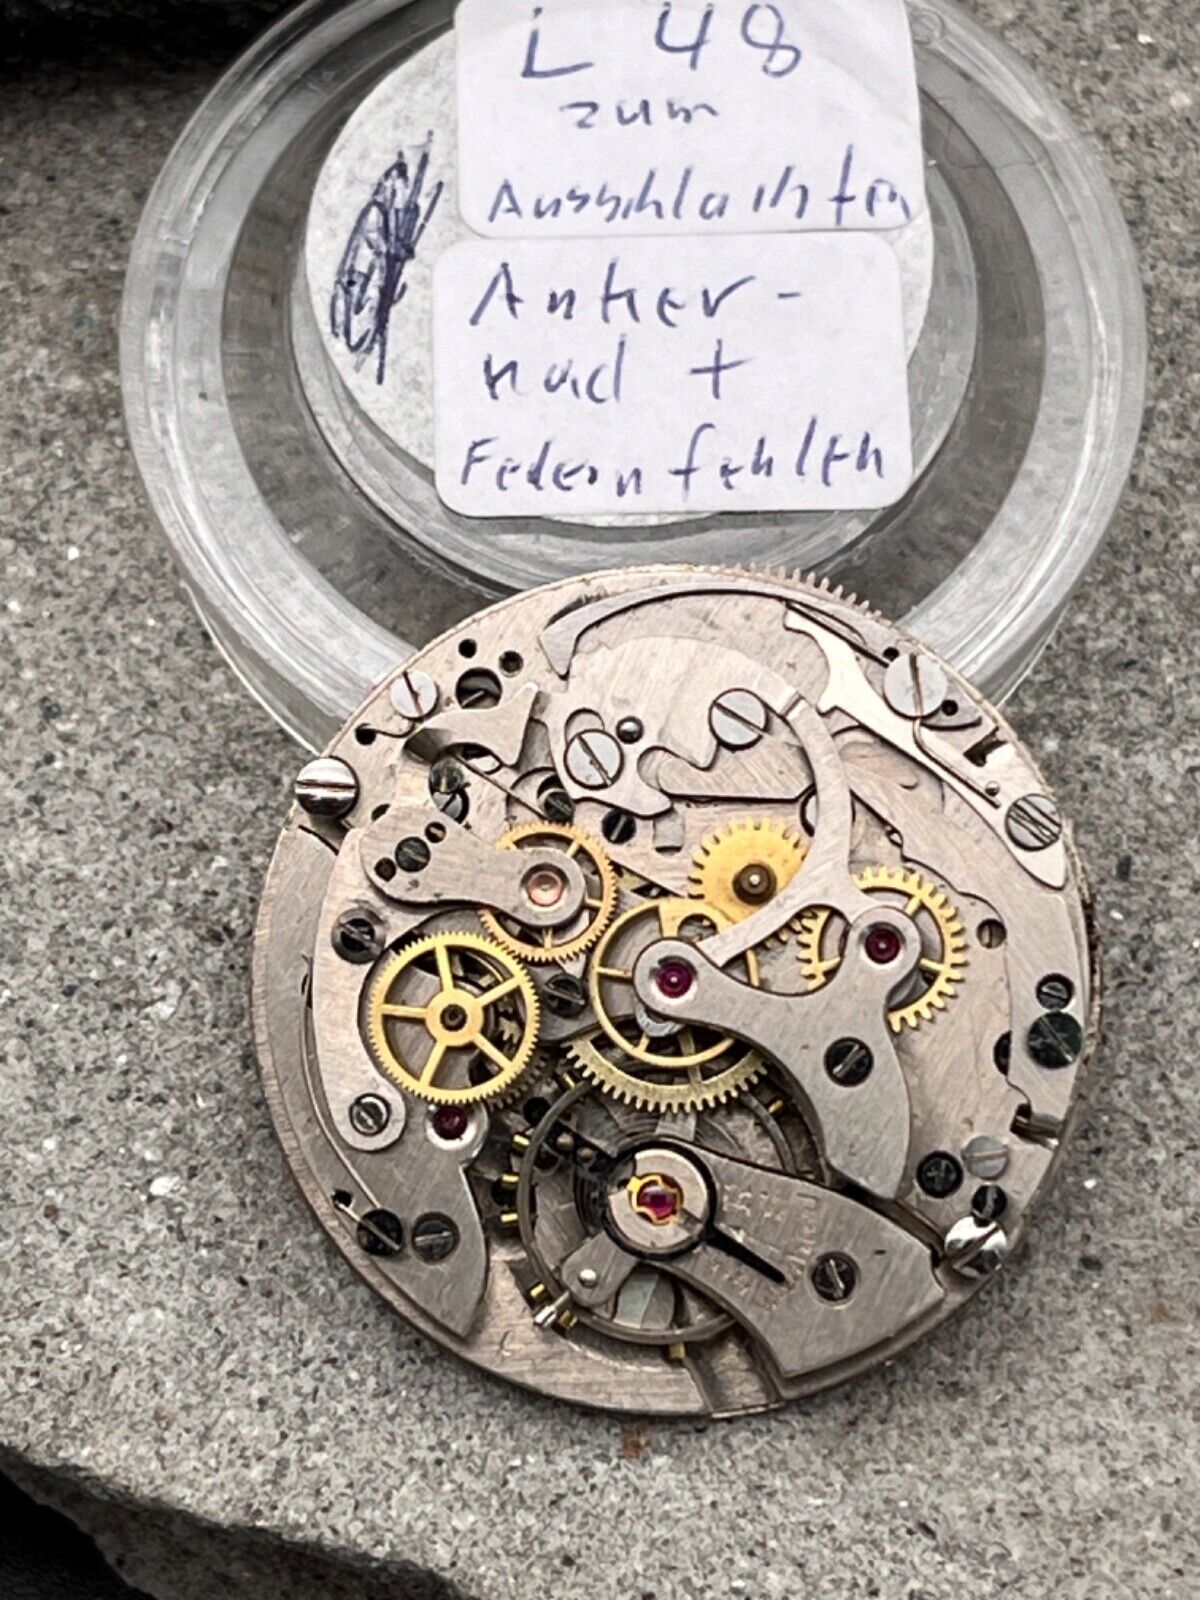 L 48
zum
Ausschlachten
Anker-
rad +
Federn fehlen